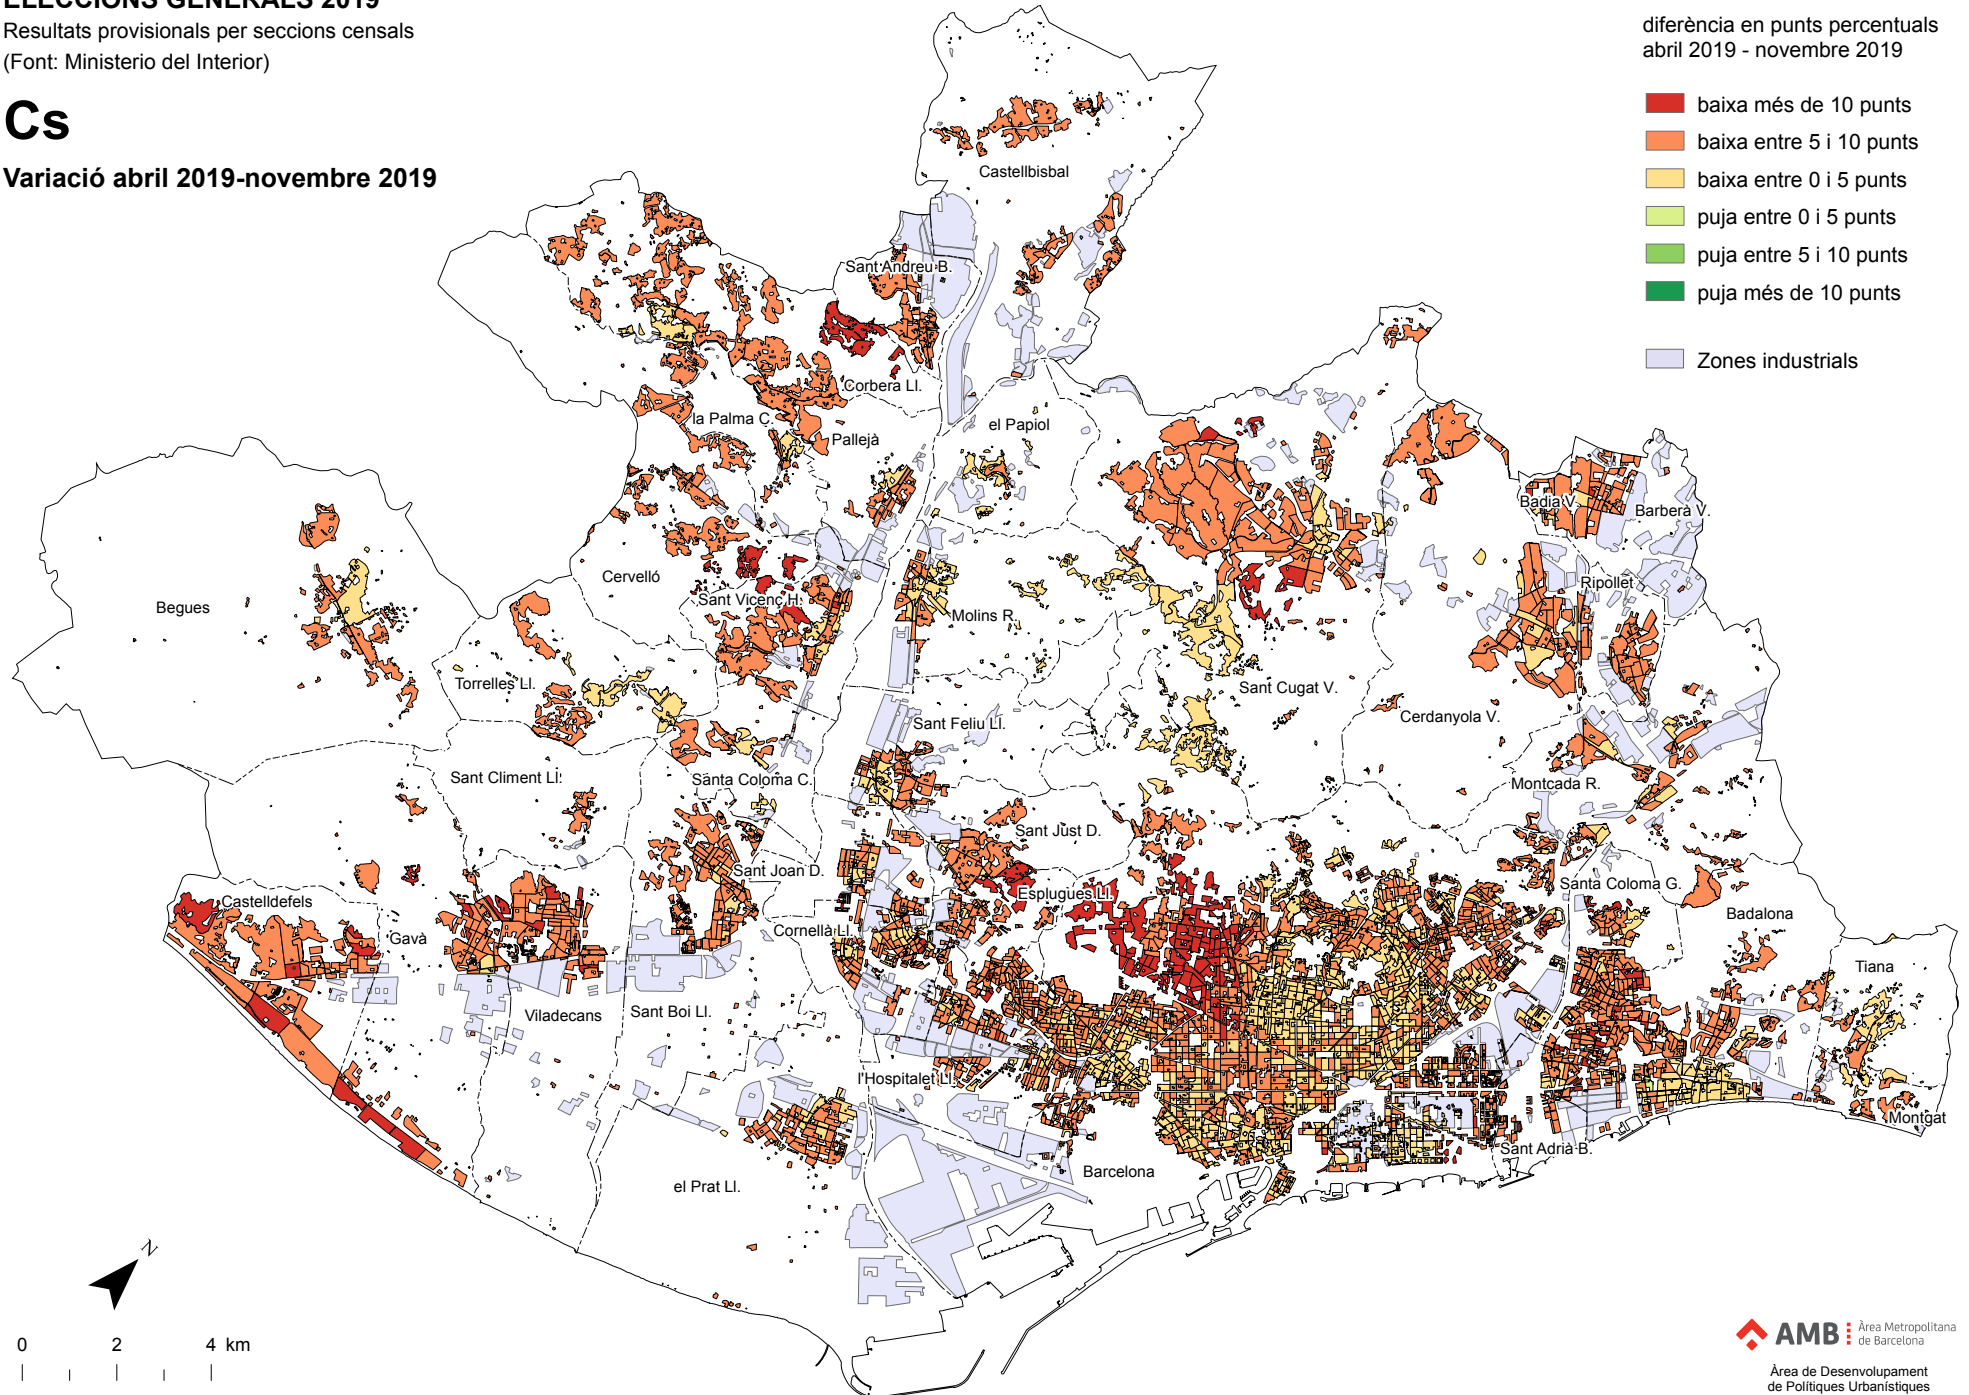 ELECCIONS GENERALS 2019
Resultats provisionals per seccions censals
(Font: Ministerio del Interior)
Cs
Variació abril 2019-novembre 2019
diferència en punts percentuals
abril 2019 - novembre 2019
baixa més de 10 punts
baixa entre 5 i 10 punts
baixa entre 0 i 5 punts
puja entre 0 i 5 punts
puja entre 5 i 10 punts
puja més de 10 punts
Zones industrials
Castellbisbal
Sant Andreu B.
Corbera Ll.
la Palma C.
Pallejà
el Papiol
Badia V.
Barberà V.
Cervelló
Ripollet
Begues
Sant Vicenç H.
Molins R.
Torrelles Ll.
Sant Cugat V.
Cerdanyola V.
Sant Feliu Ll.
Sant Climent Ll.
Santa Coloma C.
Montcada R.
Sant Just D.
Sant Joan D.
Esplugues Ll.
Santa Coloma G.
Castelldefels
Badalona
Gavà
Cornellà Ll.
Tiana
Viladecans
Sant Boi Ll.
l'Hospitalet Ll.
Montgat
Sant Adrià B.
Barcelona
el Prat Ll.
N
0 2 4 km
AMB Àrea Metropolitana
de Barcelona
Àrea de Desenvolupament
de Polítiques Urbanístiques